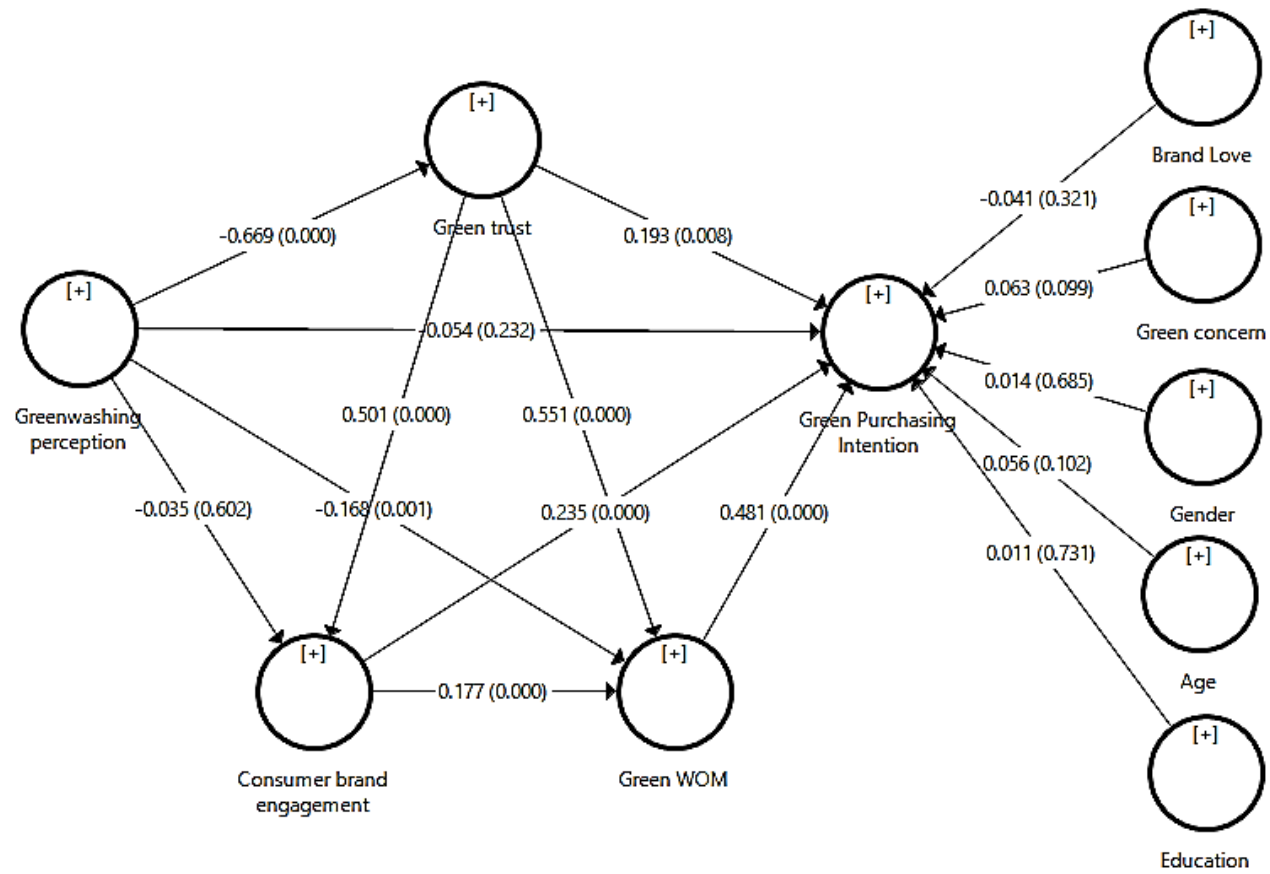 [+]
Brand Love
[+]
Green trust
-0.041 (0.321)
[+]
Green concern
-0.669 (0.000)
0.193 (0.008)
0.063 (0.099)
[+]
Greenwashing
perception
-0.054 (0.232)
[+]
Green Purchasing
Intention
0.014 (0.685)
[+]
Gender
0.501 (0.000)
0.551 (0.000)
0.056 (0.102)
-0.035 (0.602)
-0.168 (0.001)
0.235 (0.000)
0.481 (0.000)
0.011 (0.731)
[+]
Age
[+]
Consumer brand
engagement
0.177 (0.000)
[+]
Green WOM
[+]
Education